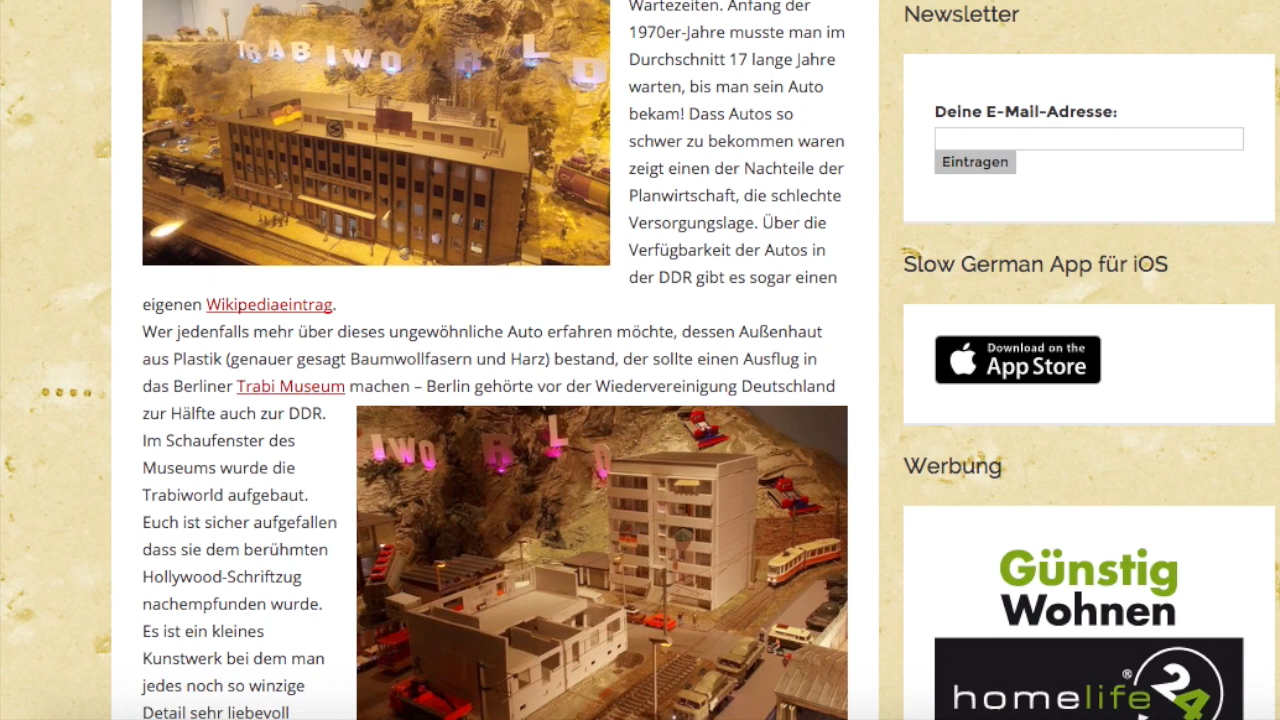 TRABIWORLD
Wartezeiten. Anfang der
1970er-Jahre musste man im
Durchschnitt 17 lange Jahre
warten, bis man sein Auto
bekam! Dass Autos so
schwer zu bekommen waren
zeigt einen der Nachteile der
Planwirtschaft, die schlechte
Versorgungslage. Über die
Verfügbarkeit der Autos in
der DDR gibt es sogar einen
eigenen Wikipediaeintrag.
Wer jedenfalls mehr über dieses ungewöhnliche Auto erfahren möchte, dessen Außenhaut
aus Plastik (genauer gesagt Baumwollfasern und Harz) bestand, der sollte einen Ausflug in
das Berliner Trabi Museum machen – Berlin gehörte vor der Wiedervereinigung Deutschland
zur Hälfte auch zur DDR.
Im Schaufenster des
Museums wurde die
Trabiworld aufgebaut.
Euch ist sicher aufgefallen
dass sie dem berühmten
Hollywood-Schriftzug
nachempfunden wurde.
Es ist ein kleines
Kunstwerk bei dem man
jedes noch so winzige
Detail sehr liebevoll
IWORLD
Newsletter
Deine E-Mail-Adresse:
Eintragen
Slow German App für iOS
Download on the
App Store
Werbung
Günstig
Wohnen
homelife24
®